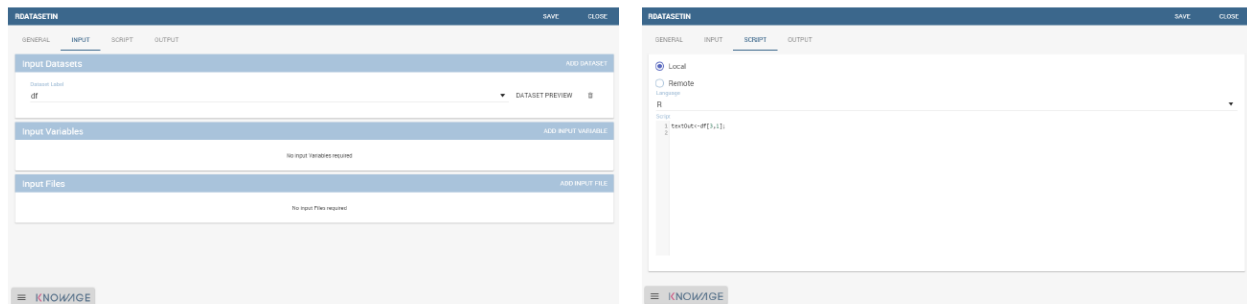 RDATASETIN SAVE CLOSE
GENERAL INPUT SCRIPT OUTPUT
Input Datasets ADD DATASET
Dataset Label
df DATASET PREVIEW
Input Variables ADD INPUT VARIABLE
No input Variables required
Input Files ADD INPUT FILE
No input Files required
KNOWAGE
RDATASETIN SAVE CLOSE
GENERAL INPUT SCRIPT OUTPUT
Local
Remote
Language
R
Script
1 textOut<-df[3,1];
2
KNOWAGE